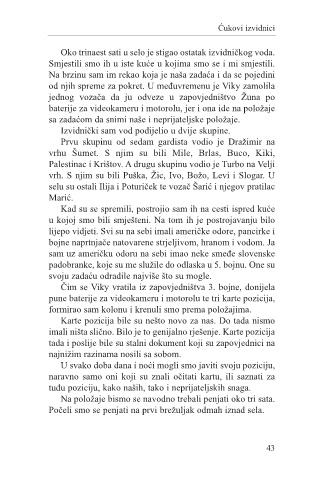 Ćukovi izvidnici
Oko trinaest sati u selo je stigao ostatak izvidničkog voda.
Smjestili smo ih u iste kuće u kojima smo se i mi smjestili.
Na brzinu sam im rekao koja je naša zadaća i da se pojedini
od njih spreme za pokret. U međuvremenu je Viky zamolila
jednog vozača da ju odveze u zapovjedništvo Žuna po
baterije za videokameru i motorolu, jer i ona ide na položaje
sa zadaćom da snimi naše i neprijateljske položaje.
Izvidnički sam vod podijelio u dvije skupine.
Prvu skupinu od sedam gardista vodio je Dražimir na
vrhu Šumet. S njim su bili Mile, Brlas, Buco, Kiki,
Palestinac i Krištov. A drugu skupinu vodio je Turbo na Velji
vrh. S njim su bili Puška, Žic, Ivo, Božo, Levi i Slogar. U
selu su ostali Ilija i Poturiček te vozač Šarić i njegov pratilac
Marić.
Kad su se spremili, postrojio sam ih na cesti ispred kuće
u kojoj smo bili smješteni. Na tom ih je postrojavanju bilo
lijepo vidjeti. Svi su na sebi imali američke odore, pancirke i
bojne naprtnjače natovarene strjeljivom, hranom i vodom. Ja
sam uz američku odoru na sebi imao neke smeđe slovenske
padobranke, koje su me služile do odlaska u 5. bojnu. One su
svoju zadaću odradile najviše što su mogle.
Čim se Viky vratila iz zapovjedništva 3. bojne, donijela
pune baterije za videokameru i motorolu te tri karte pozicija,
formirao sam kolonu i krenuli smo prema položajima.
Karte pozicija bile su nešto novo za nas. Do tada nismo
imali ništa slično. Bilo je to genijalno rješenje. Karte pozicija
tada i poslije bile su stalni dokument koji su zapovjednici na
najnižim razinama nosili sa sobom.
U svako doba dana i noći mogli smo javiti svoju poziciju,
naravno samo oni koji su znali očitati kartu, ili saznati za
tuđu poziciju, kako naših, tako i neprijateljskih snaga.
Na položaje bismo se navodno trebali penjati oko tri sata.
Počeli smo se penjati na prvi brežuljak odmah iznad sela.
43